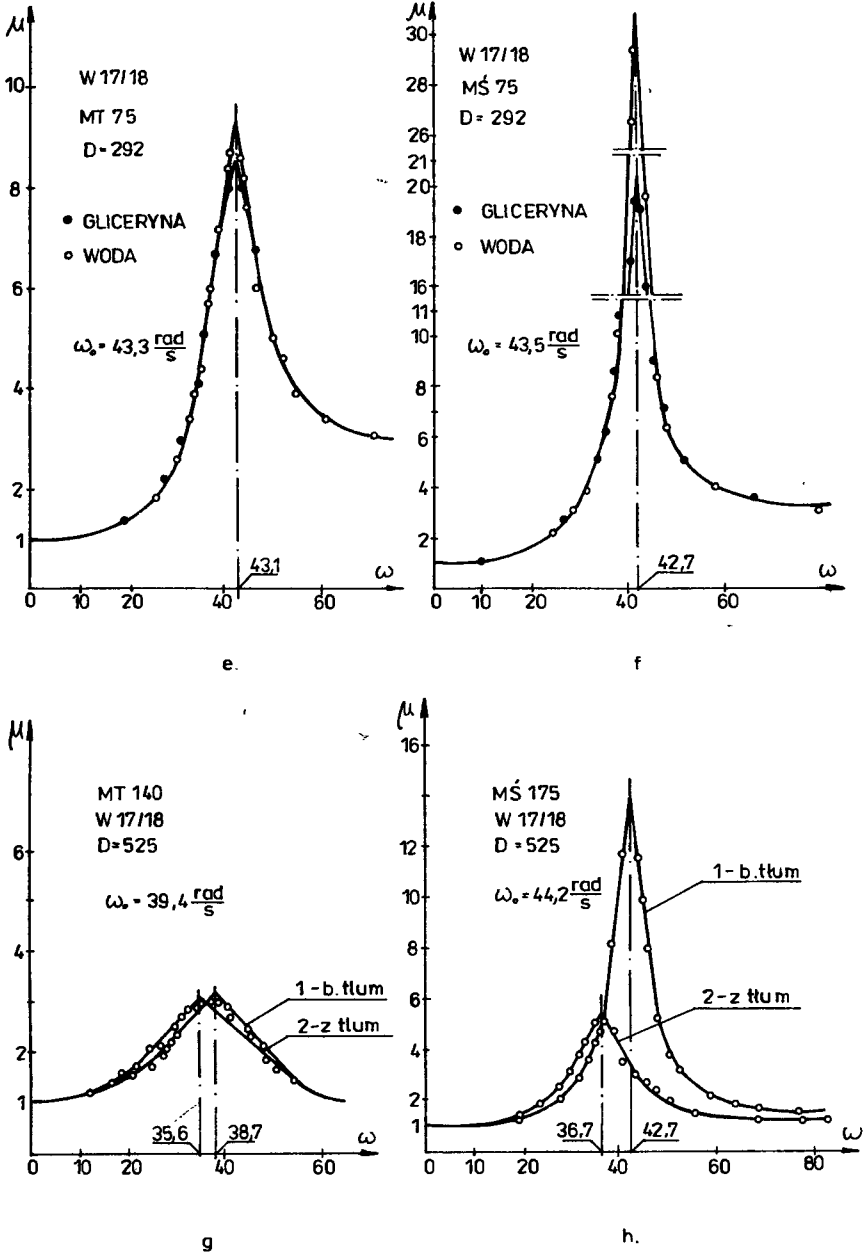 μ
10
8
6
4
2
1
W 17/18
MT 75
D=292
● GLICERYNA
○ WODA
ω₀ = 43,3 rad/s
43,1
ω
0 10 20 40 60
e.
μ
30
28
26
21
20
16
11
10
8
6
4
2
W 17/18
MŚ 75
D= 292
● GLICERYNA
○ WODA
ω₀ = 43,5 rad/s
42,7
ω
0 10 20 40 60
f
μ
6
4
2
1
MT 140
W 17/18
D=525
ω₀ = 39,4 rad/s
1-b. tłum
2-z tłum
35,6
38,7
ω
0 10 20 40 60
g
μ
16
12
10
8
4
2
1
MŚ 175
W 17/18
D = 525
ω₀ = 44,2 rad/s
1-b. tłum
2-z tłum
36,7
42,7
ω
0 20 40 60 80
h.